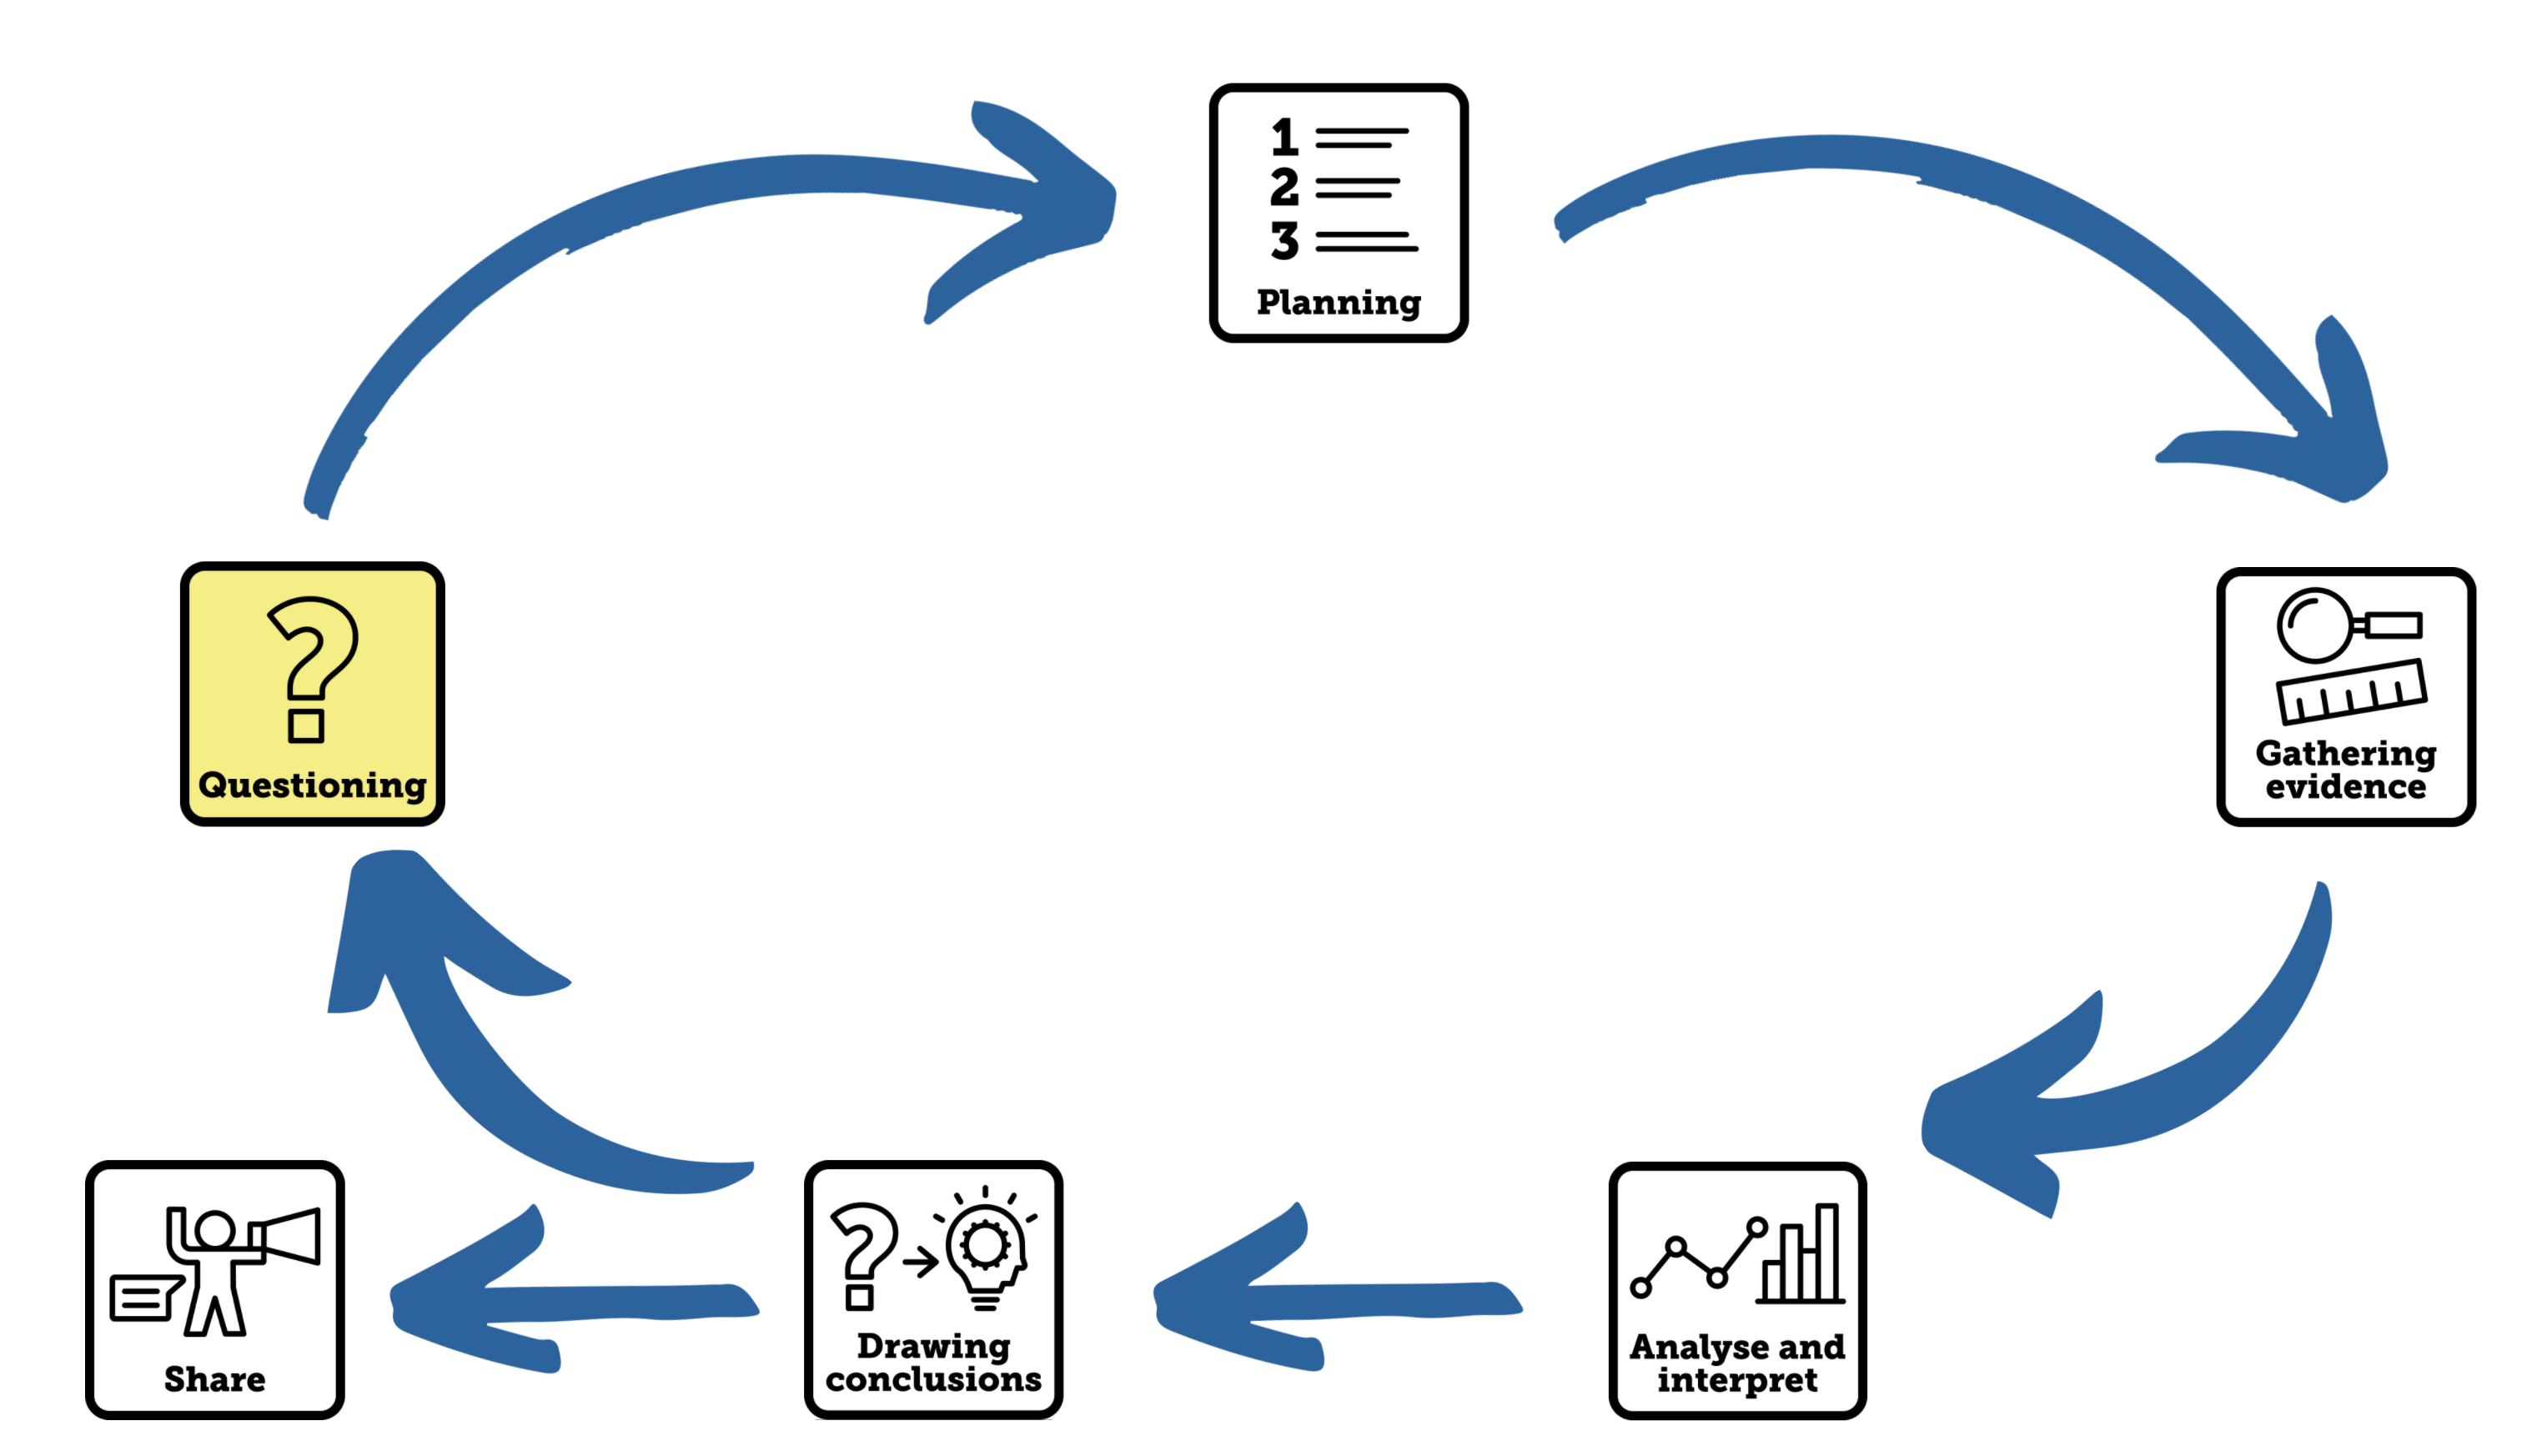 1
2
3
Planning
Questioning
Gathering
evidence
Share
Drawing
conclusions
Analyse and
interpret